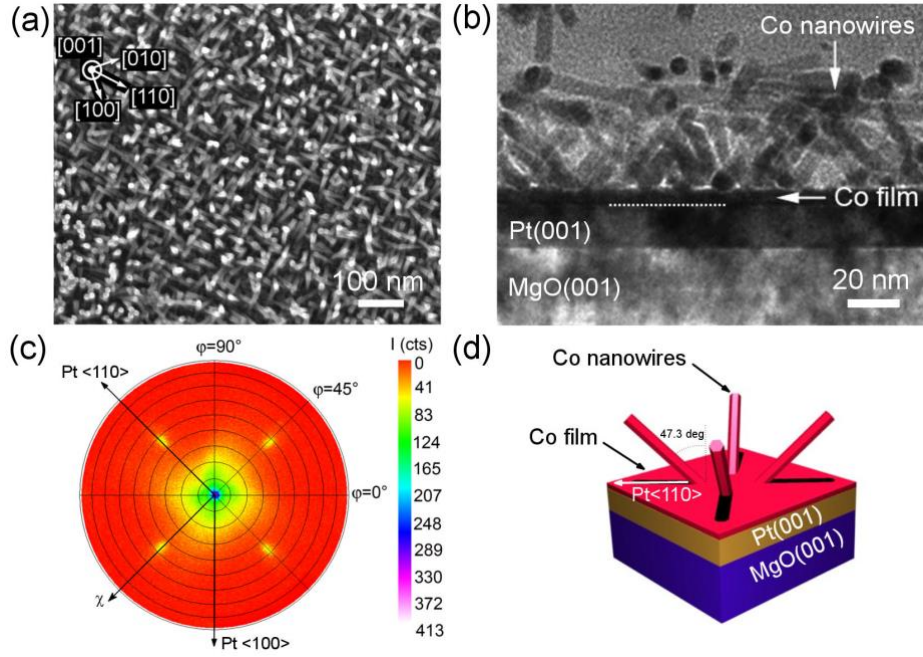 (a)
[001]
[010]
[110]
[100]
100 nm
(b)
Co nanowires
Co film
Pt(001)
MgO(001)
20 nm
(c)
φ=90°
I (cts)
Pt <110>
φ=45°
φ=0°
χ
Pt <100>
0
41
83
124
165
207
248
289
330
372
413
(d)
Co nanowires
47.3 deg
Co film
Pt<110>
Pt(001)
MgO(001)